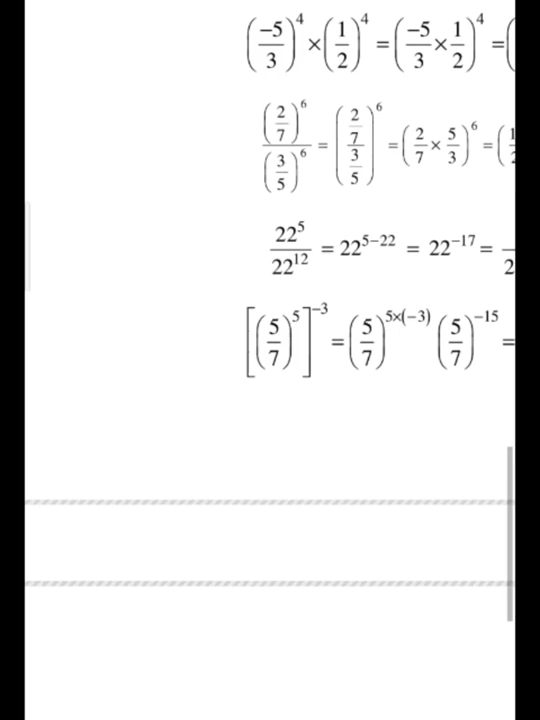 (-5/3)^4 × (1/2)^4 = (-5/3 × 1/2)^4 = (
(2/7)^6 / (3/5)^6 = ((2/7)/(3/5))^6 = (2/7 × 5/3)^6 = (
22^5 / 22^12 = 22^{5-22} = 22^{-17} =
[(5/7)^5]^{-3} = (5/7)^{5×(-3)} (5/7)^{-15} =